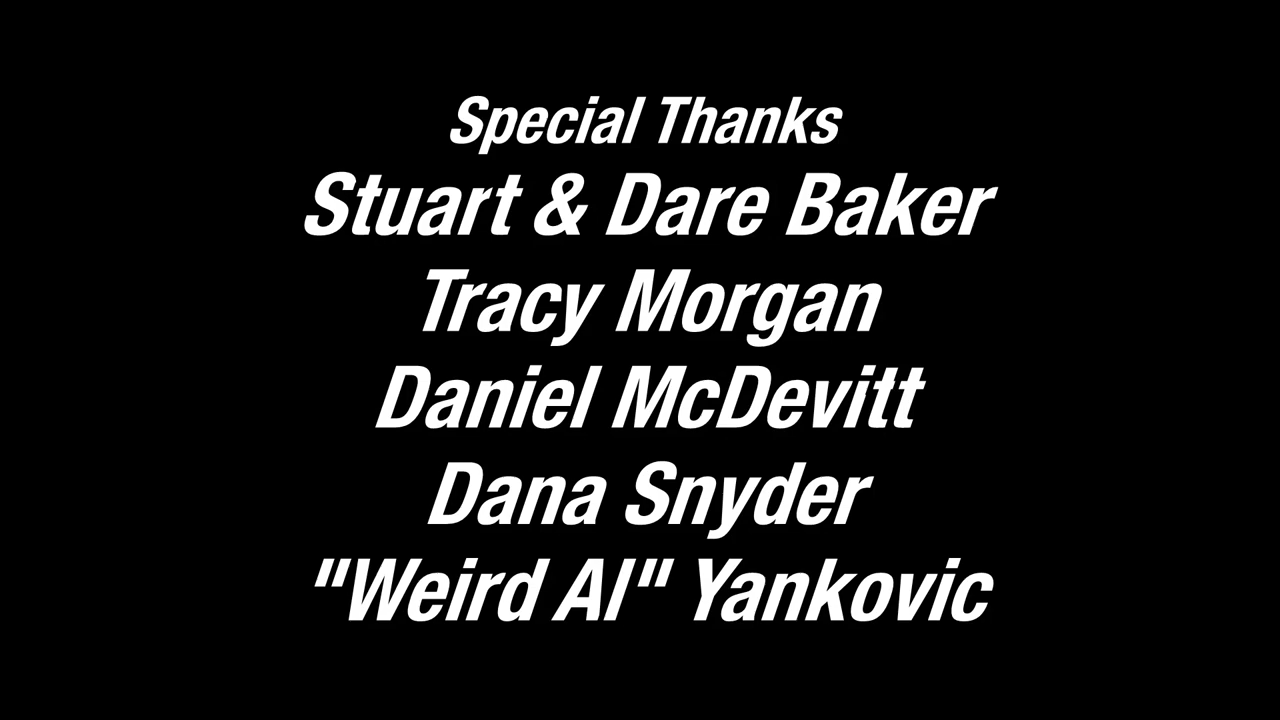 Special Thanks
Stuart & Dare Baker
Tracy Morgan
Daniel McDevitt
Dana Snyder
"Weird Al" Yankovic